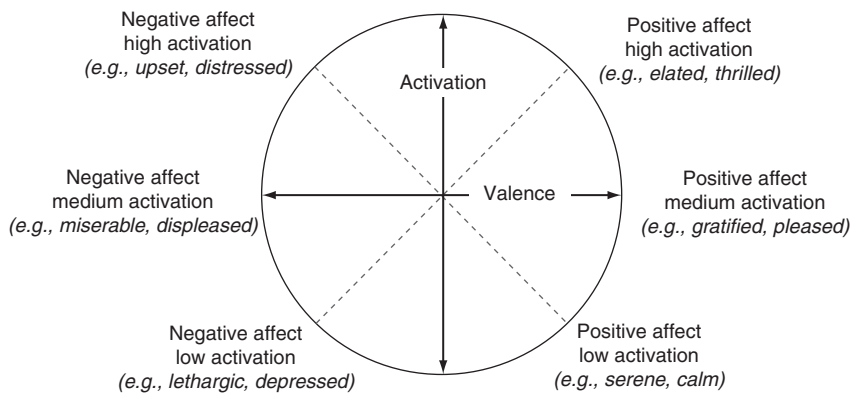 Negative affect
high activation
(e.g., upset, distressed)
Positive affect
high activation
(e.g., elated, thrilled)
Activation
Negative affect
medium activation
(e.g., miserable, displeased)
Valence
Positive affect
medium activation
(e.g., gratified, pleased)
Negative affect
low activation
(e.g., lethargic, depressed)
Positive affect
low activation
(e.g., serene, calm)